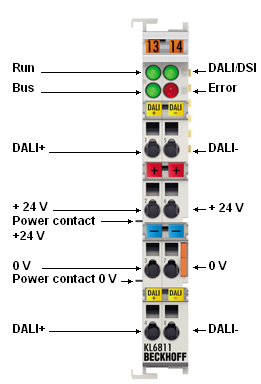 13 14
Run DALI/DSI
Bus Error
DALI + DALI -
DALI+ DALI-
+ +
+ 24 V + 24 V
Power contact
+24 V
− −
0 V 0 V
Power contact 0 V
DALI + DALI -
DALI+ DALI-
KL6811
BECKHOFF